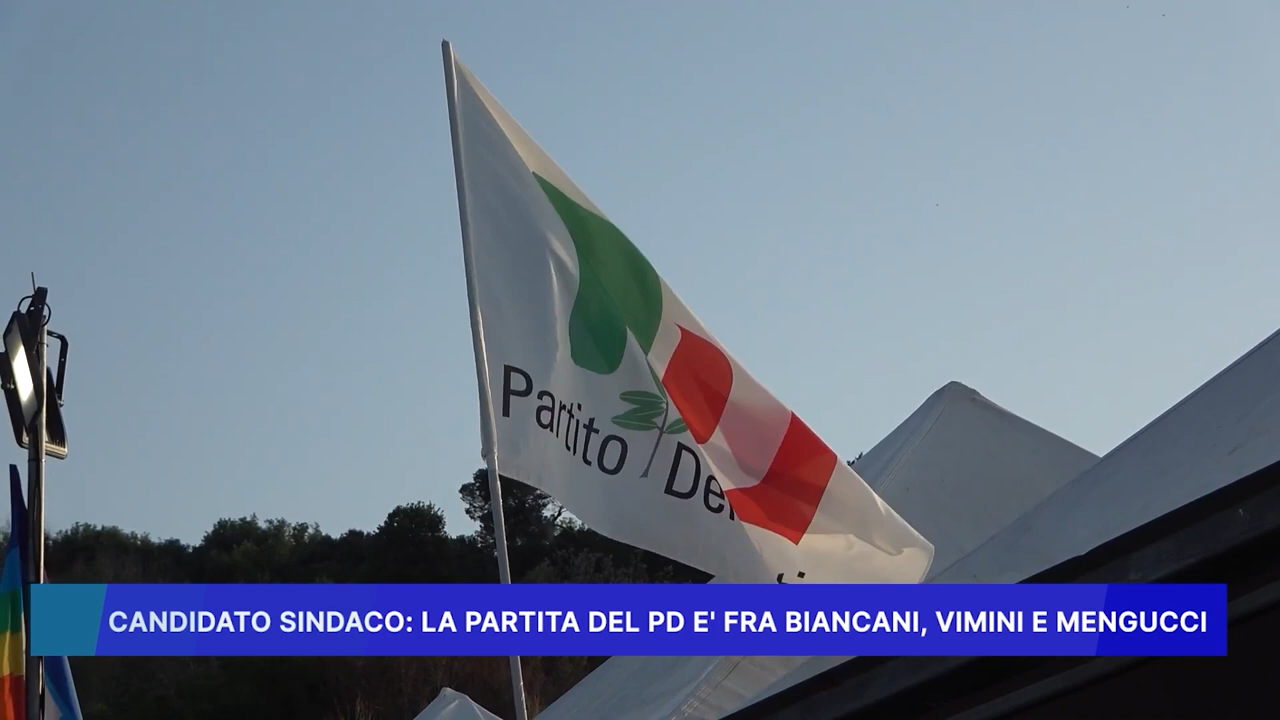 Partito De
CANDIDATO SINDACO: LA PARTITA DEL PD E' FRA BIANCANI, VIMINI E MENGUCCI